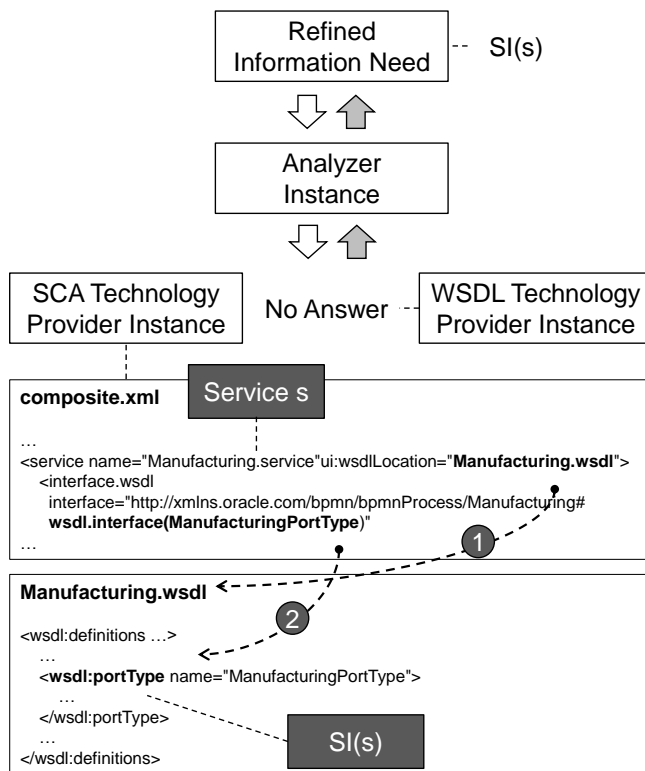 Refined
Information Need
SI(s)
Analyzer
Instance
SCA Technology
Provider Instance
No Answer
WSDL Technology
Provider Instance
Service s
composite.xml
…
<service name="Manufacturing.service"ui:wsdlLocation="Manufacturing.wsdl">
<interface.wsdl
interface="http://xmlns.oracle.com/bpmn/bpmnProcess/Manufacturing#
wsdl.interface(ManufacturingPortType)"
…
1
Manufacturing.wsdl
2
<wsdl:definitions …>
…
<wsdl:portType name="ManufacturingPortType">
…
</wsdl:portType>
…
SI(s)
</wsdl:definitions>